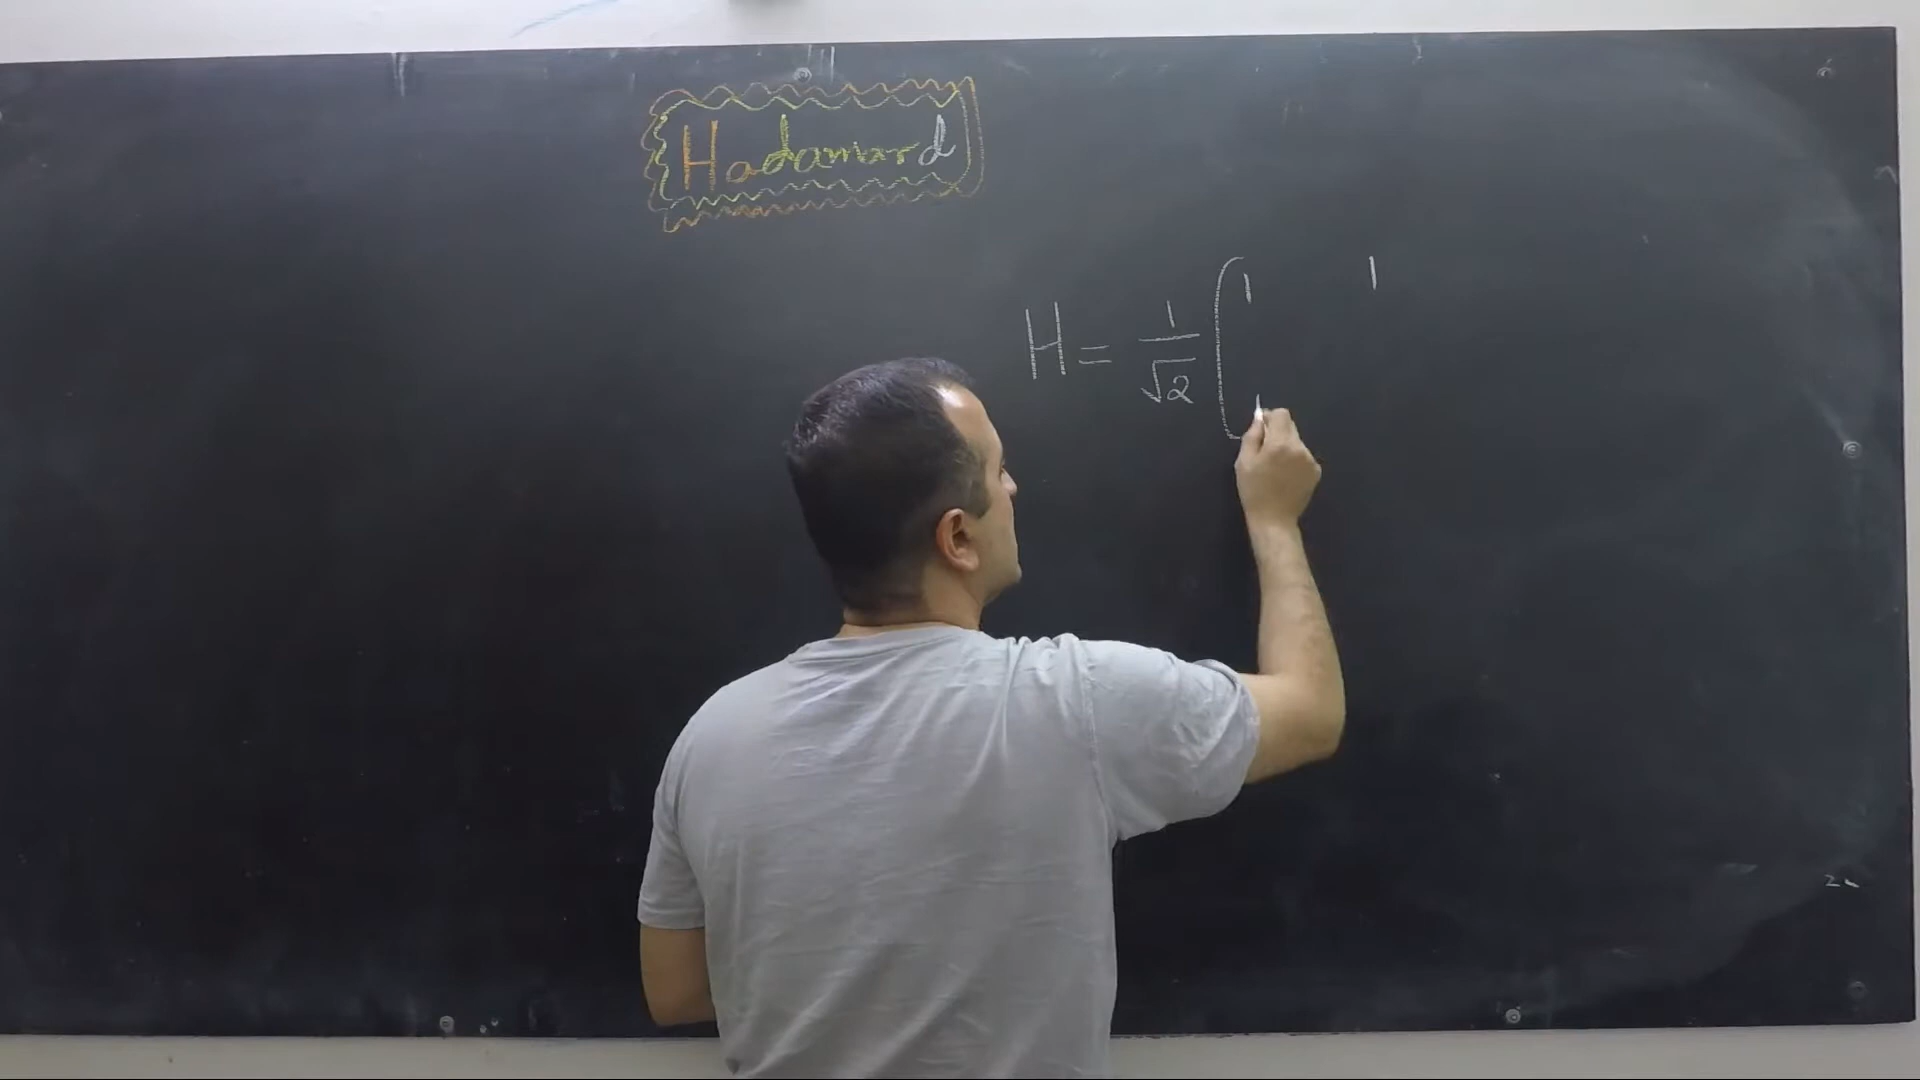 Hadamard
H = 1/√2 ( 1 1